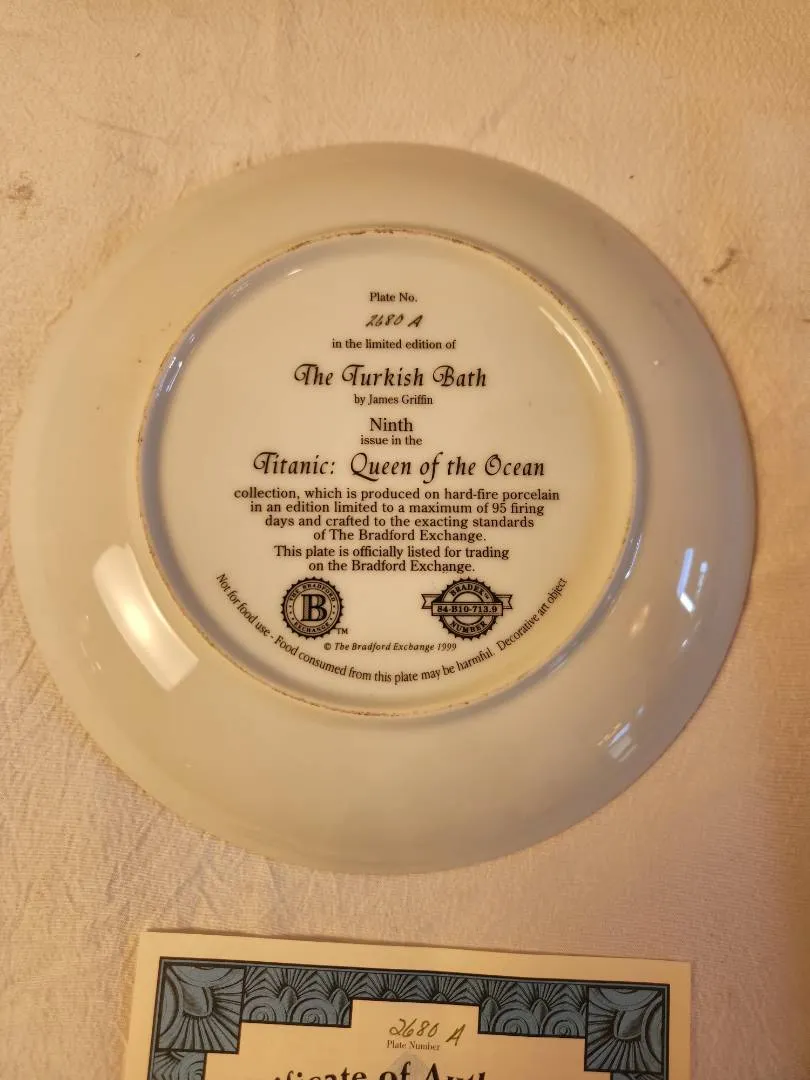 Plate No.
2680 A
in the limited edition of
The Turkish Bath
by James Griffin
Ninth
issue in the
Titanic: Queen of the Ocean
collection, which is produced on hard-fire porcelain
in an edition limited to a maximum of 95 firing
days and crafted to the exacting standards
of The Bradford Exchange.
This plate is officially listed for trading
on the Bradford Exchange.
THE BRADFORD
B
EXCHANGE
TM
BRADEX
84-B10-713.9
NUMBER
© The Bradford Exchange 1999
Not for food use - Food consumed from this plate may be harmful. Decorative art object
2680 A
Plate Number
of